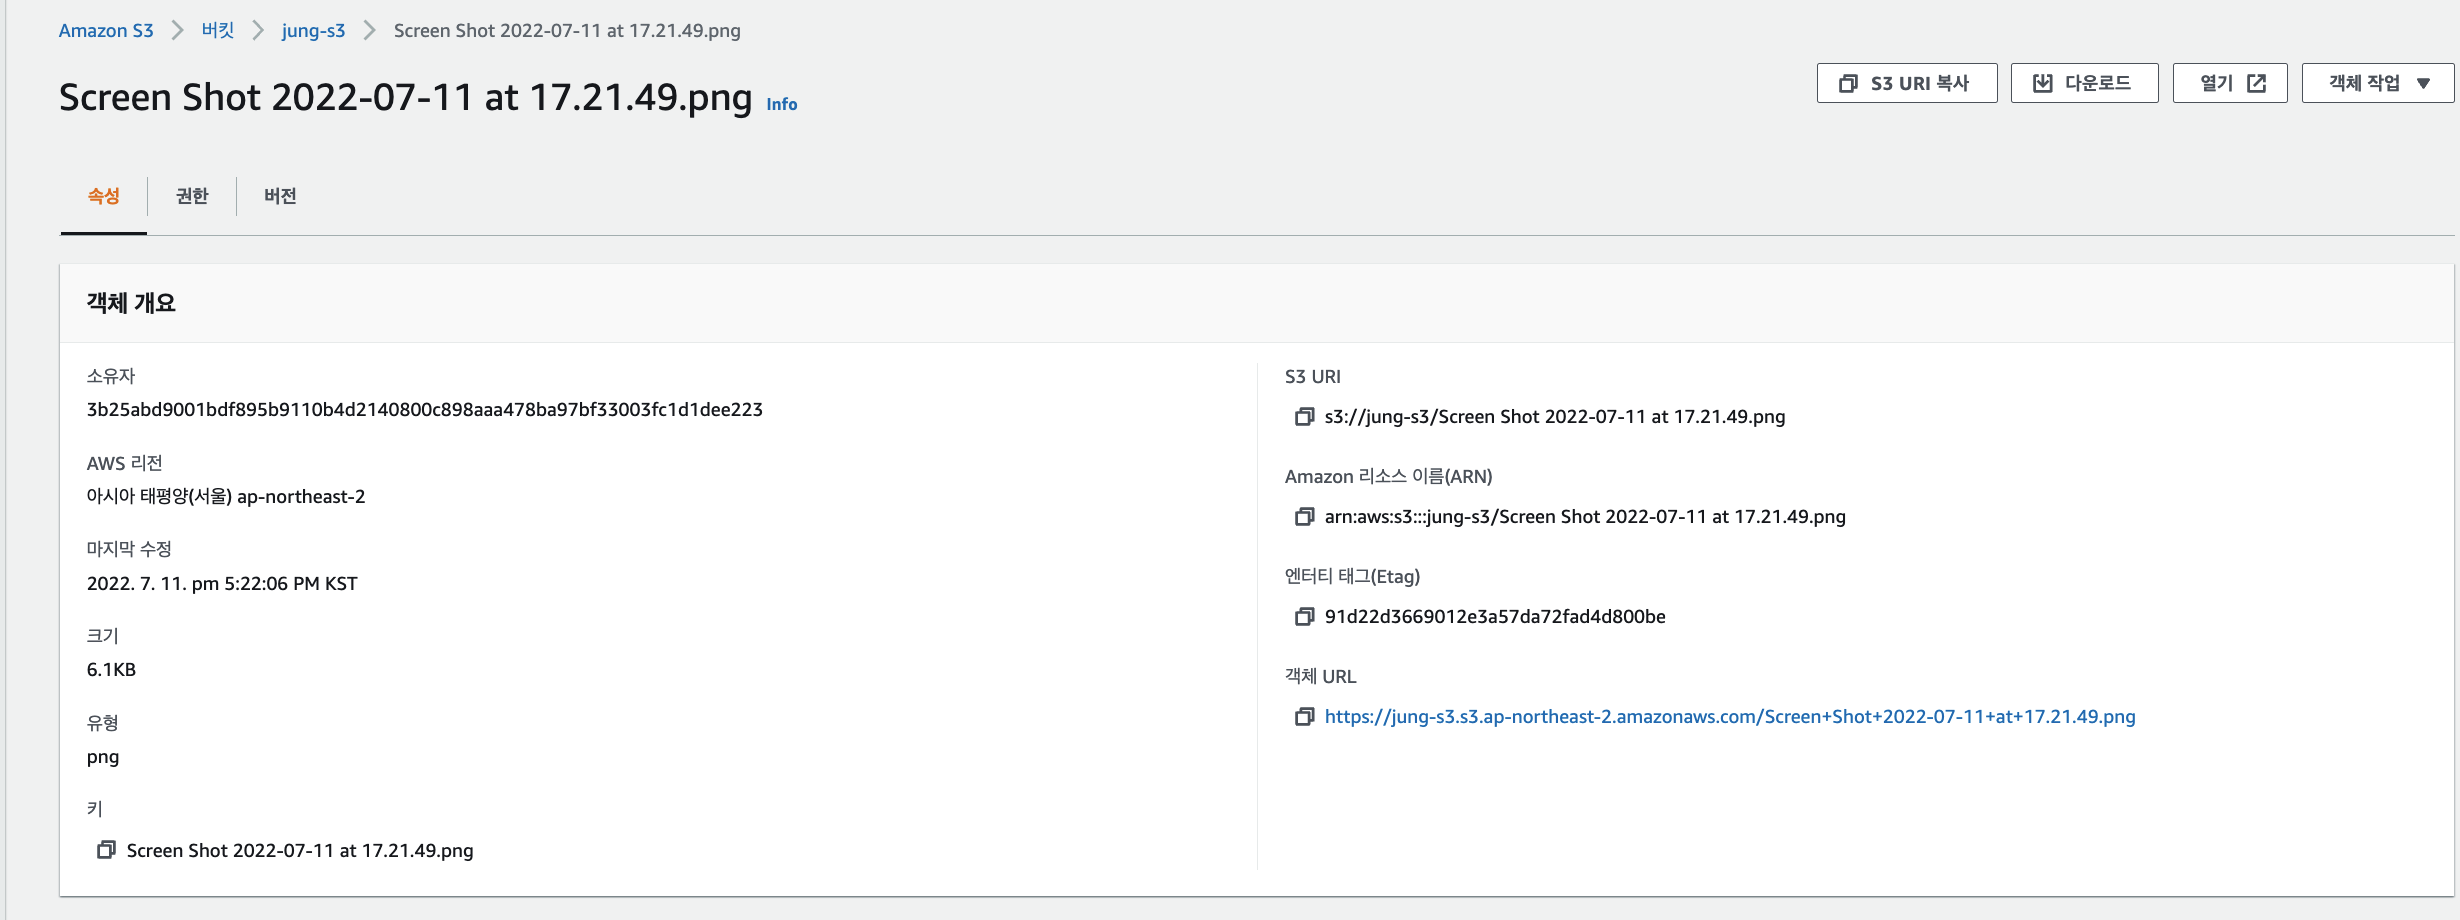 Amazon S3 > 버킷 > jung-s3 > Screen Shot 2022-07-11 at 17.21.49.png
Screen Shot 2022-07-11 at 17.21.49.png Info
S3 URI 복사 다운로드 열기 객체 작업 ▼
속성 권한 버전
객체 개요
소유자
3b25abd9001bdf895b9110b4d2140800c898aaa478ba97bf33003fc1d1dee223
AWS 리전
아시아 태평양(서울) ap-northeast-2
마지막 수정
2022. 7. 11. pm 5:22:06 PM KST
크기
6.1KB
유형
png
키
Screen Shot 2022-07-11 at 17.21.49.png
S3 URI
s3://jung-s3/Screen Shot 2022-07-11 at 17.21.49.png
Amazon 리소스 이름(ARN)
arn:aws:s3:::jung-s3/Screen Shot 2022-07-11 at 17.21.49.png
엔터티 태그(Etag)
91d22d3669012e3a57da72fad4d800be
객체 URL
https://jung-s3.s3.ap-northeast-2.amazonaws.com/Screen+Shot+2022-07-11+at+17.21.49.png